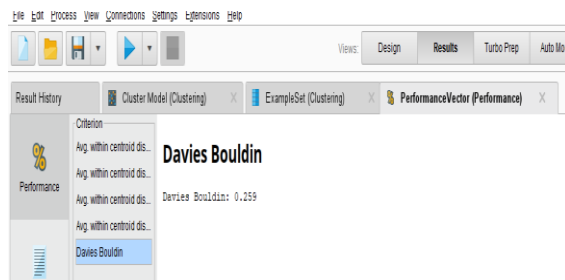 File Edit Process View Connections Settings Extensions Help
Views: Design Results Turbo Prep Auto Mo
Result History Cluster Model (Clustering) ExampleSet (Clustering) PerformanceVector (Performance)
Criterion
Avg. within centroid dis...
Avg. within centroid dis...
Avg. within centroid dis...
Avg. within centroid dis...
Davies Bouldin
%
Performance
Davies Bouldin
Davies Bouldin: 0.259